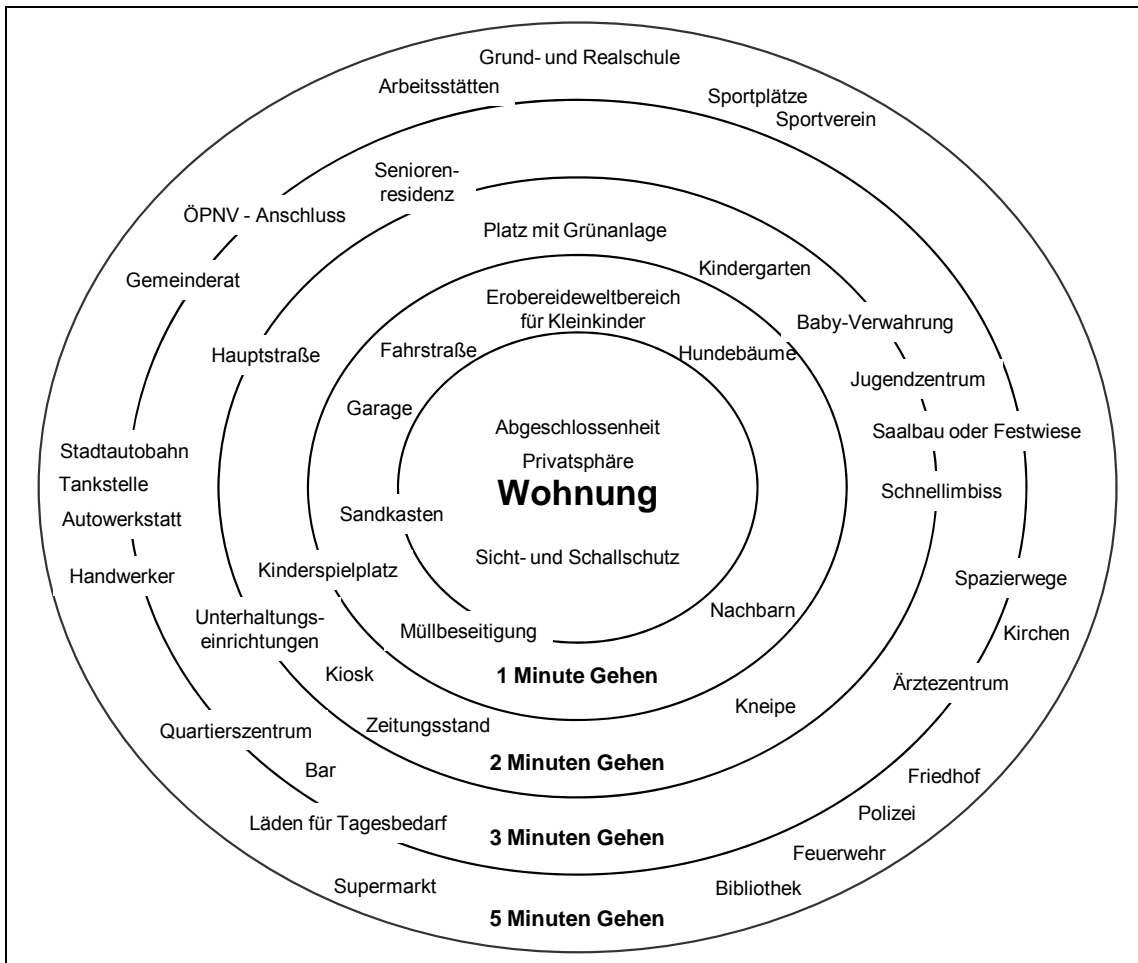 Grund- und Realschule
Arbeitsstätten
Sportplätze
Sportverein
Senioren-
residenz
ÖPNV - Anschluss
Platz mit Grünanlage
Kindergarten
Gemeinderat
Erobereideweltbereich
für Kleinkinder
Baby-Verwahrung
Hauptstraße
Fahrstraße
Hundebäume
Jugendzentrum
Garage
Abgeschlossenheit
Saalbau oder Festwiese
Stadtautobahn
Privatsphäre
Tankstelle
Wohnung
Schnellimbiss
Autowerkstatt
Sandkasten
Sicht- und Schallschutz
Handwerker
Kinderspielplatz
Spazierwege
Unterhaltungs-
einrichtungen
Müllbeseitigung
Nachbarn
Kirchen
Kiosk
1 Minute Gehen
Ärztezentrum
Quartierszentrum
Zeitungsstand
Kneipe
Bar
2 Minuten Gehen
Friedhof
Polizei
Läden für Tagesbedarf
3 Minuten Gehen
Feuerwehr
Supermarkt
Bibliothek
5 Minuten Gehen